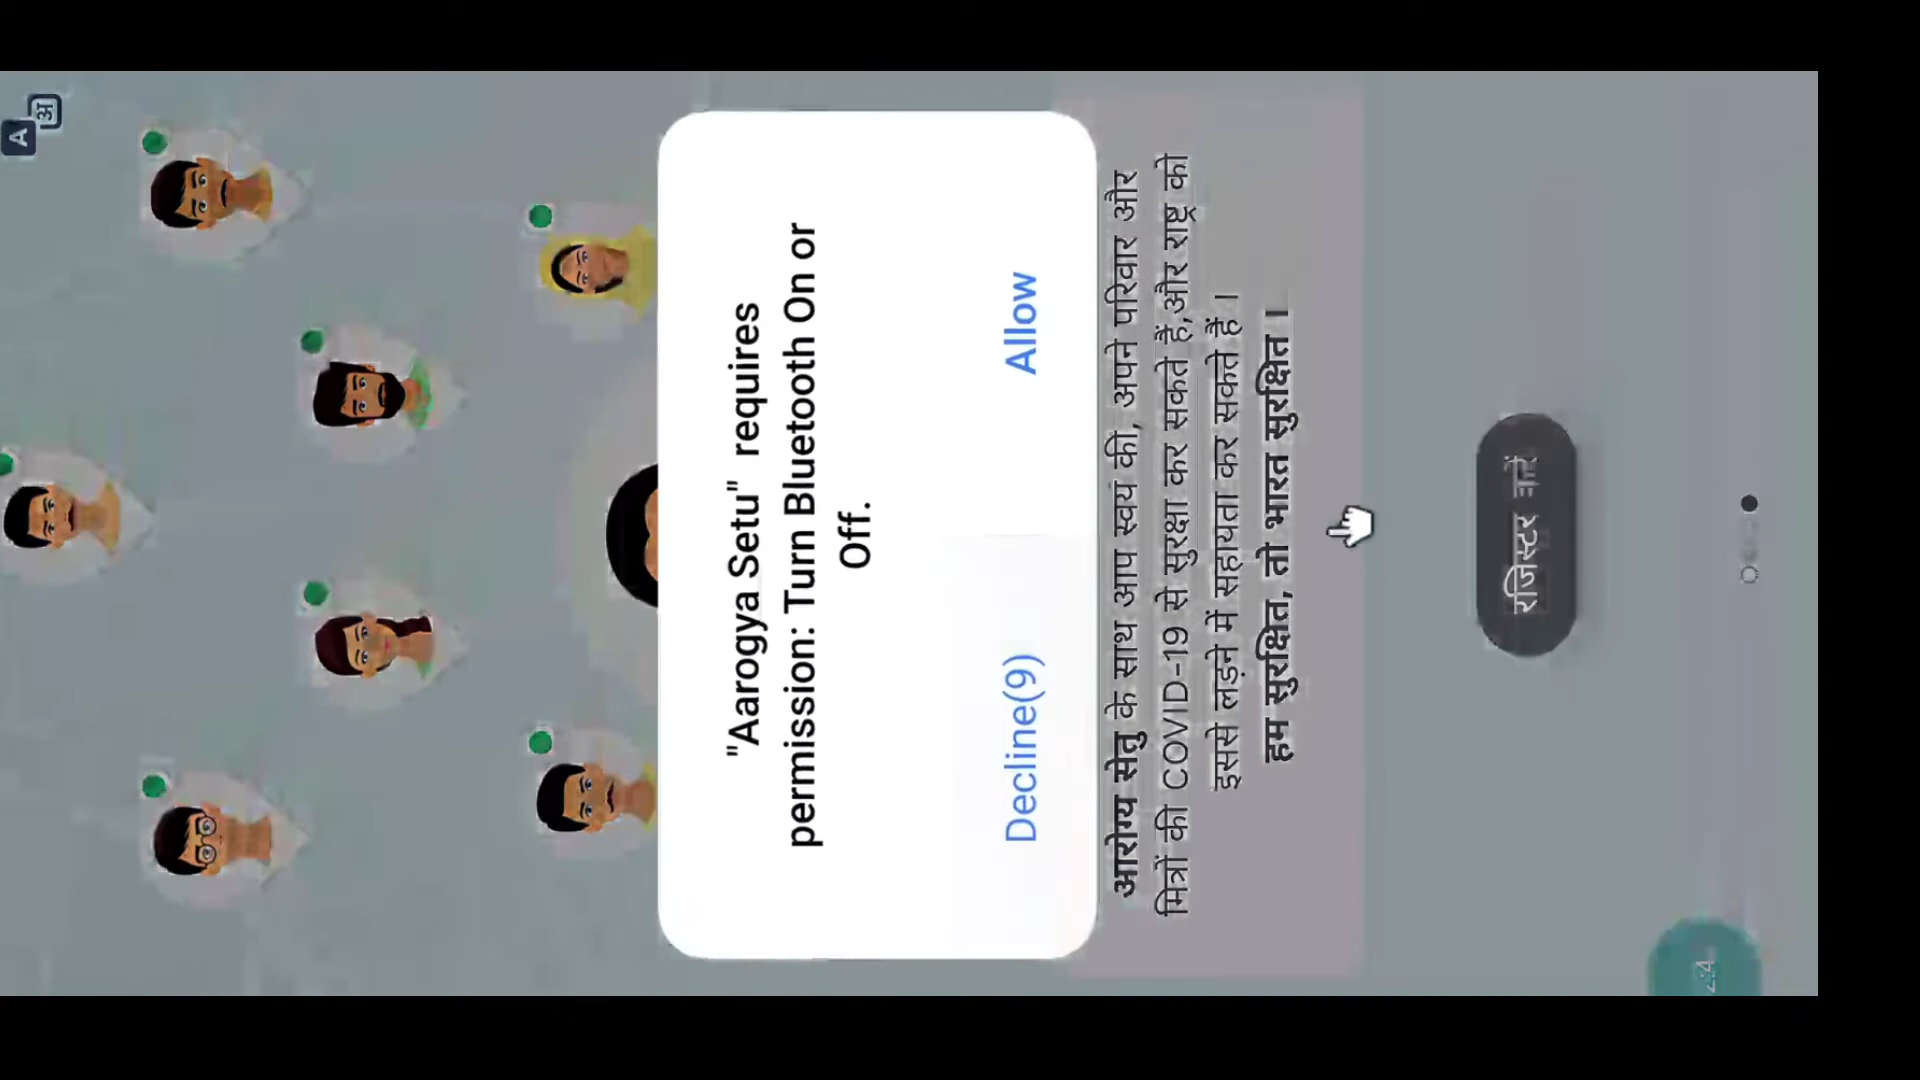 A अ
"Aarogya Setu" requires
permission: Turn Bluetooth On or
Off.
Decline(9) Allow
आरोग्य सेतु के साथ आप स्वयं की, अपने परिवार और
मित्रों की COVID-19 से सुरक्षा कर सकते हैं,और राष्ट्र को
इससे लड़ने में सहायता कर सकते हैं।
हम सुरक्षित, तो भारत सुरक्षित।
रजिस्टर करें